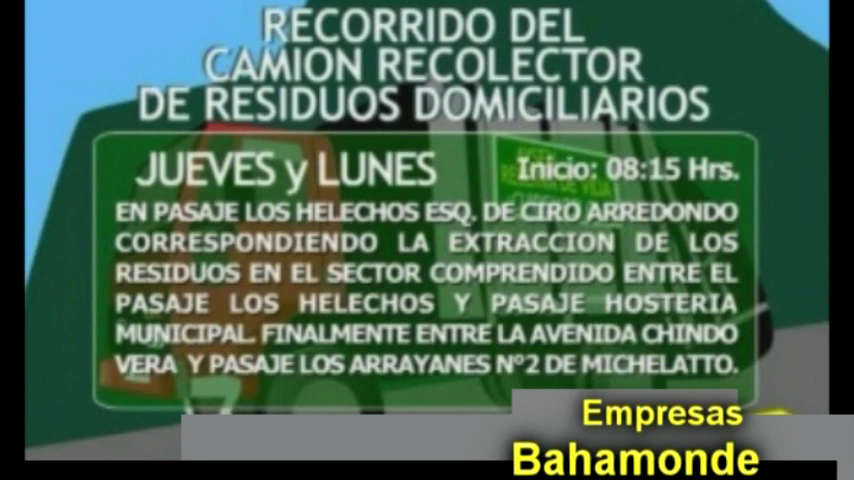 RECORRIDO DEL
CAMION RECOLECTOR
DE RESIDUOS DOMICILIARIOS
JUEVES y LUNES
Inicio: 08:15 Hrs.
EN PASAJE LOS HELECHOS ESQ. DE CIRO ARREDONDO
CORRESPONDIENDO LA EXTRACCION DE LOS
RESIDUOS EN EL SECTOR COMPRENDIDO ENTRE EL
PASAJE LOS HELECHOS Y PASAJE HOSTERIA
MUNICIPAL. FINALMENTE ENTRE LA AVENIDA CHINDO
VERA Y PASAJE LOS ARRAYANES Nº2 DE MICHELATTO.
Empresas
Bahamonde